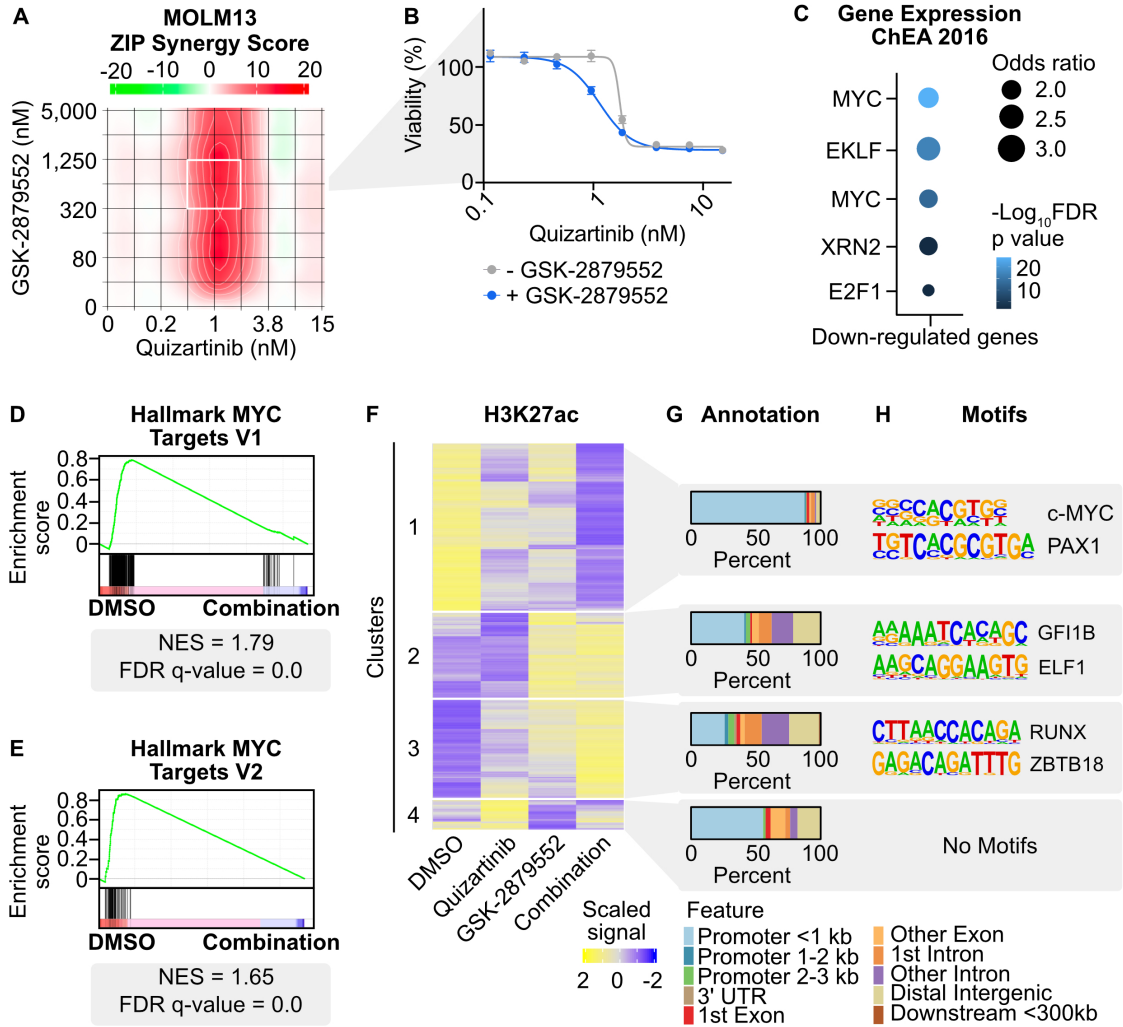 A
MOLM13
ZIP Synergy Score
-20 -10 0 10 20
GSK-2879552 (nM)
5,000
1,250
320
80
0
0 0.2 1 3.8 15
Quizartinib (nM)
B
Viability (%)
100
50
0
0.1 1 10
Quizartinib (nM)
- GSK-2879552
+ GSK-2879552
C
Gene Expression
ChEA 2016
MYC
EKLF
MYC
XRN2
E2F1
Down-regulated genes
Odds ratio
2.0
2.5
3.0
-Log10FDR
p value
20
10
D
Hallmark MYC
Targets V1
Enrichment
score
0.8
0.6
0.4
0.2
0
DMSO Combination
NES = 1.79
FDR q-value = 0.0
E
Hallmark MYC
Targets V2
Enrichment
score
0.8
0.6
0.4
0.2
0
DMSO Combination
NES = 1.65
FDR q-value = 0.0
F
H3K27ac
Clusters
1
2
3
4
DMSO
Quizartinib
GSK-2879552
Combination
Scaled
signal
2 0 -2
G Annotation
0 50 100
Percent
0 50 100
Percent
0 50 100
Percent
0 50 100
Percent
Feature
Promoter <1 kb
Promoter 1-2 kb
Promoter 2-3 kb
3' UTR
1st Exon
Other Exon
1st Intron
Other Intron
Distal Intergenic
Downstream <300kb
H Motifs
GGCCACGTGG c-MYC
TGTCACGCGTGA PAX1
AAAAATCACAGC GFI1B
AAGCAGGAAGTG ELF1
CTTAACCACAGA RUNX
GAGACAGATTTG ZBTB18
No Motifs